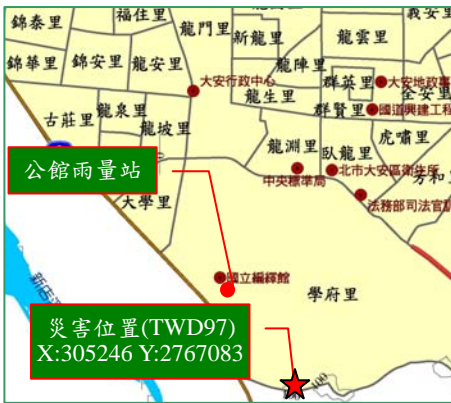 錦泰里
福住里
龍門里
新龍里
龍雲里
義安里
錦華里
錦安里
龍安里
龍陣里
大安行政中心
群英里
大安地政事
全安里
龍生里
群賢里
國道興建工程
古莊里
龍泉里
龍坡里
虎嘯里
龍淵里
臥龍里
公館雨量站
中央標準局
北市大安區衛生所
芳和里
大學里
法務部司法官訓
國立編譯館
學府里
新店
災害位置(TWD97)
X:305246 Y:2767083
100